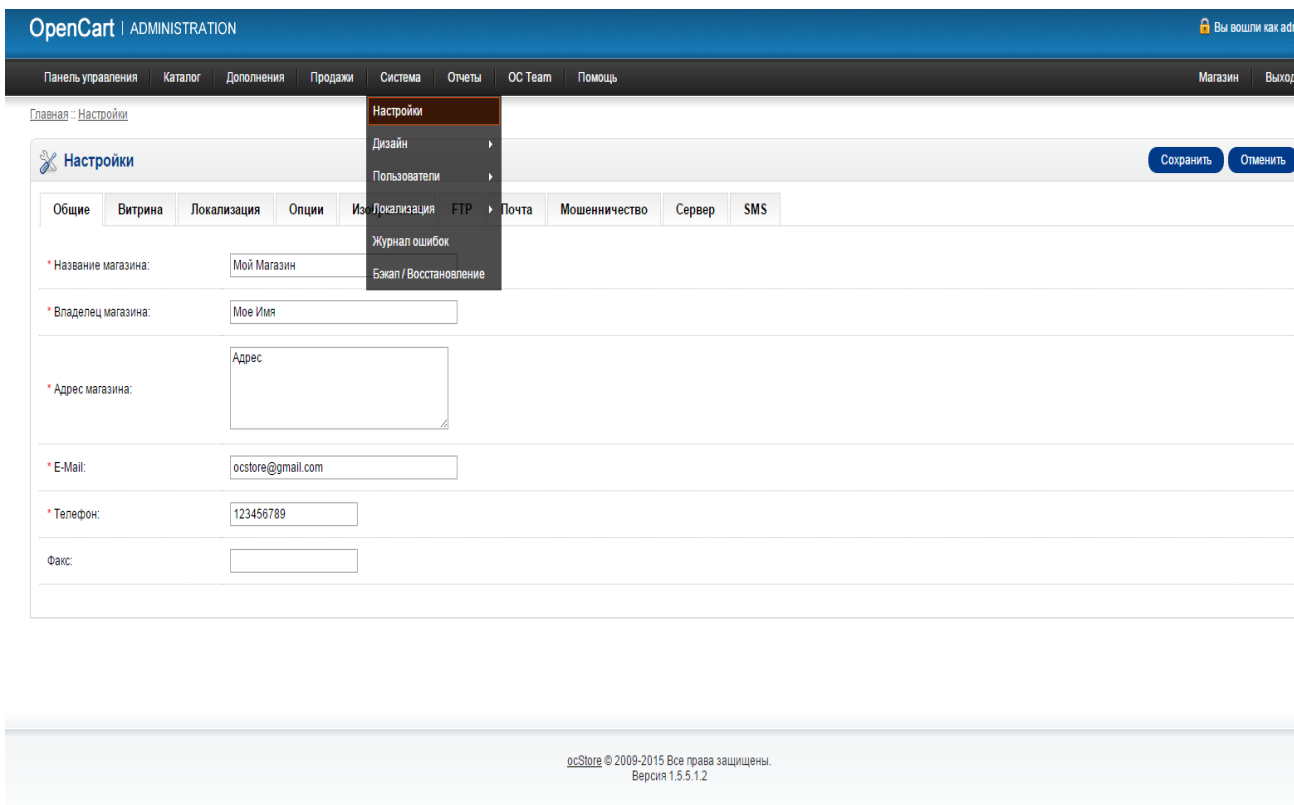 OpenCart | ADMINISTRATION
Вы вошли как
Панель управления Каталог Дополнения Продажи Система Отчеты OC Team Помощь Магазин Выход
Главная :: Настройки
Настройки
Дизайн
Пользователи
Локализация
Журнал ошибок
Бэкап / Восстановление
Настройки
Сохранить Отменить
Общие Витрина Локализация Опции FTP Почта Мошенничество Сервер SMS
* Название магазина: Мой Магазин
* Владелец магазина: Мое Имя
* Адрес магазина: Адрес
* E-Mail: ocstore@gmail.com
* Телефон: 123456789
Факс:
ocStore © 2009-2015 Все права защищены.
Версия 1.5.5.1.2